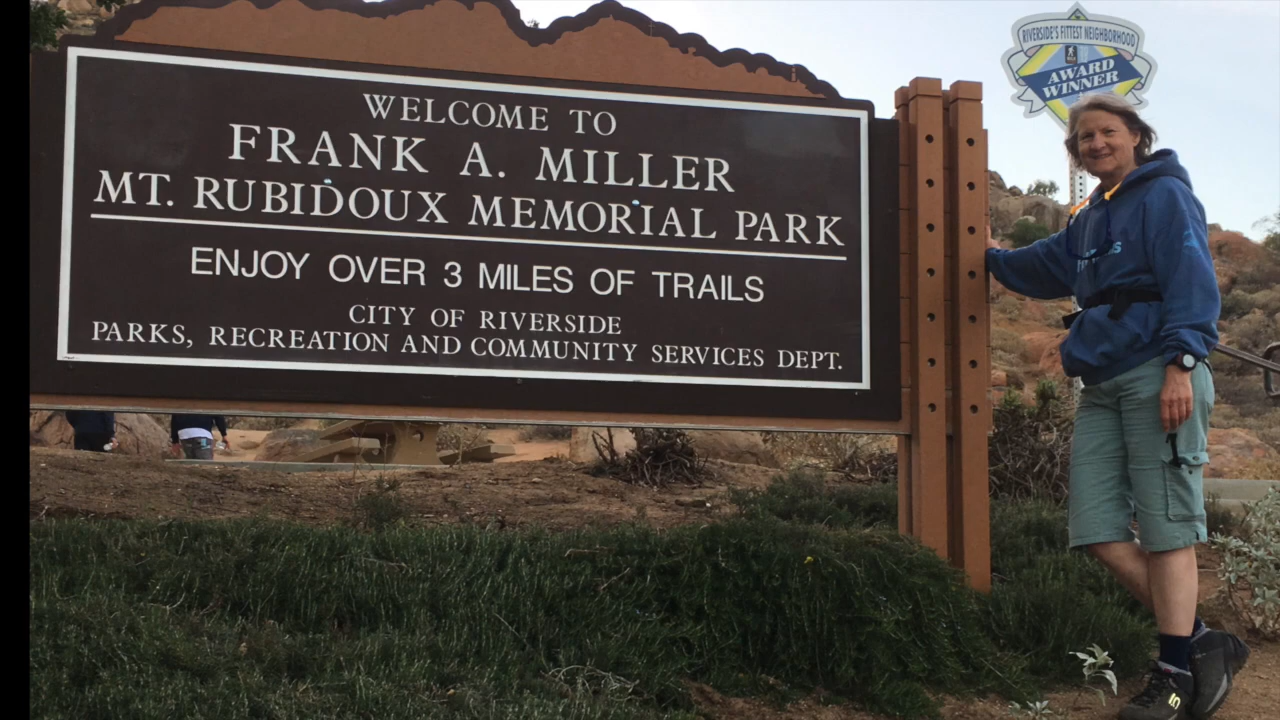 WELCOME TO
FRANK A. MILLER
MT. RUBIDOUX MEMORIAL PARK
ENJOY OVER 3 MILES OF TRAILS
CITY OF RIVERSIDE
PARKS, RECREATION AND COMMUNITY SERVICES DEPT.
RIVERSIDE'S FITTEST NEIGHBORHOOD
AWARD
WINNER